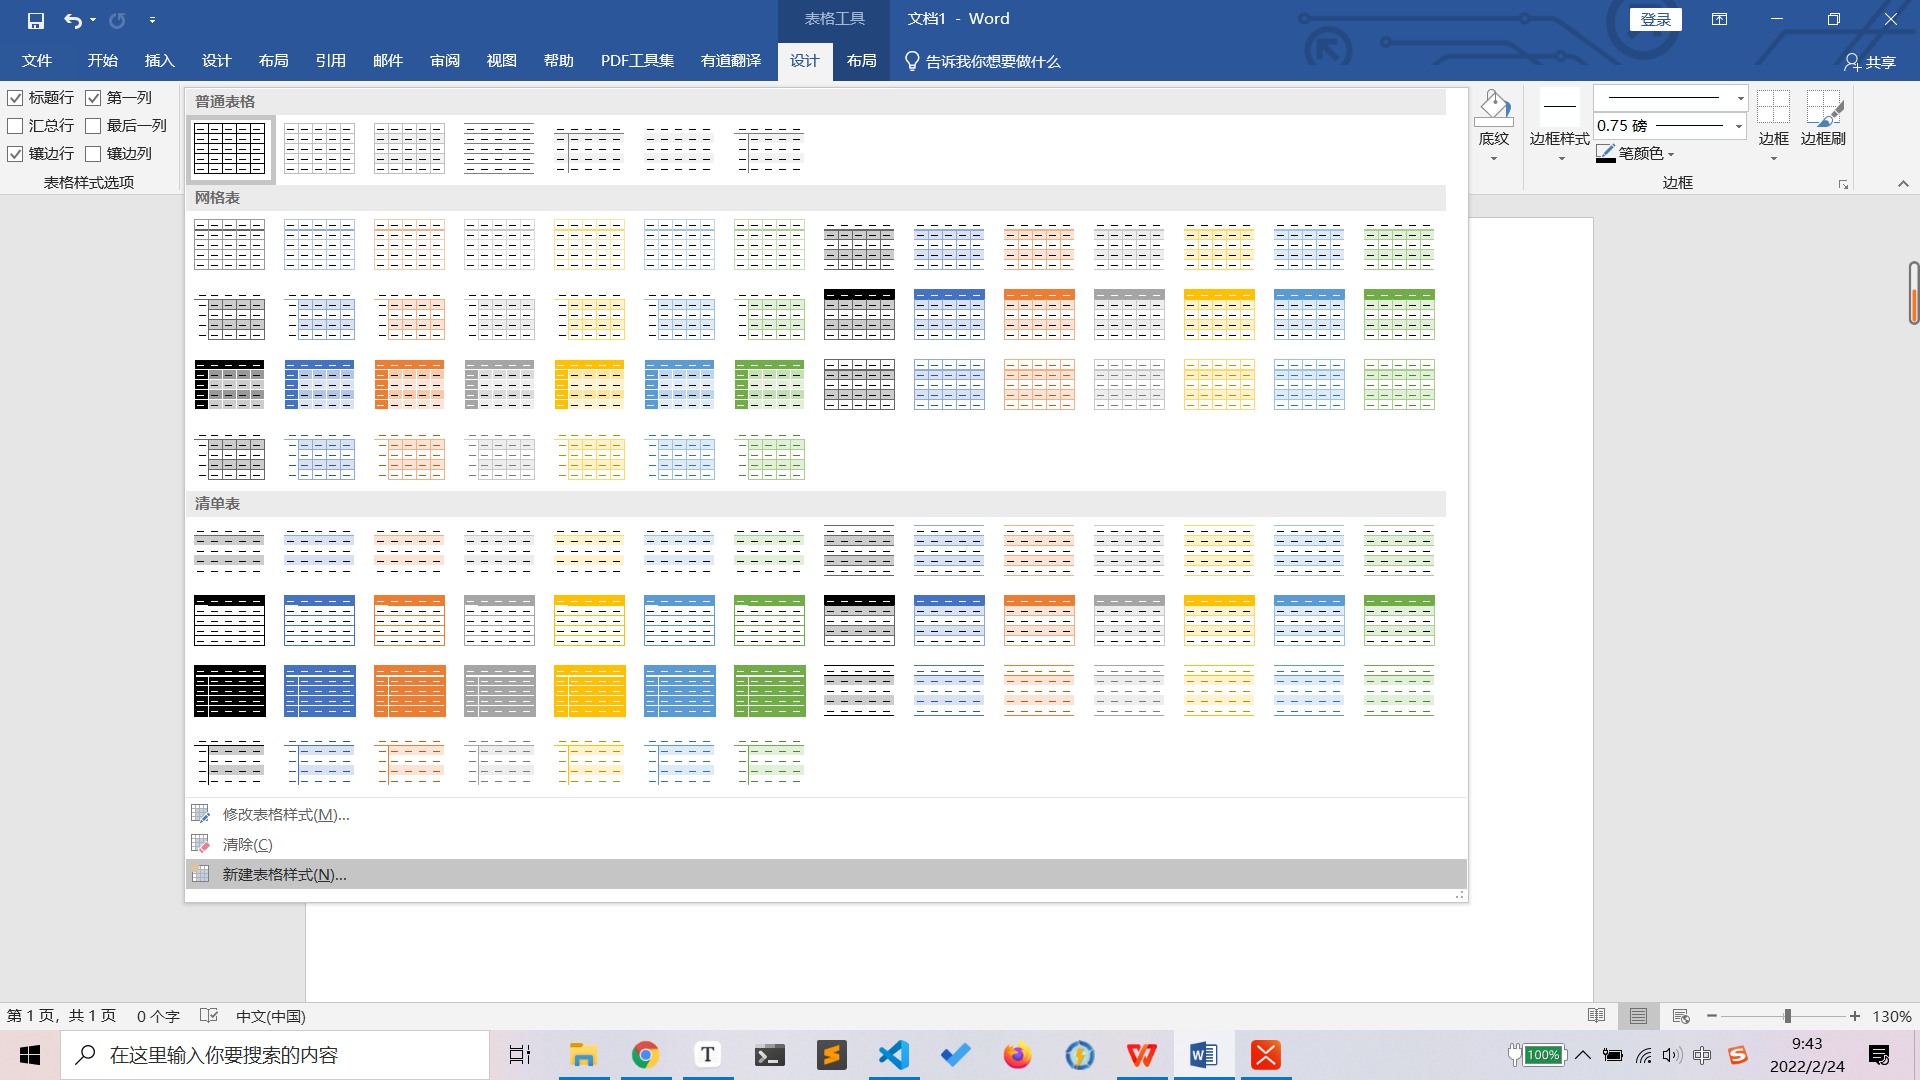 表格工具
文档1 - Word
登录
文件
开始
插入
设计
布局
引用
邮件
审阅
视图
帮助
PDF工具集
有道翻译
设计
布局
告诉我你想要做什么
共享
标题行
第一列
汇总行
最后一列
镶边行
镶边列
表格样式选项
普通表格
网格表
清单表
修改表格样式(M)...
清除(C)
新建表格样式(N)...
底纹
边框样式
0.75 磅
笔颜色
边框
边框刷
边框
第 1 页，共 1 页
0 个字
中文(中国)
130%
在这里输入你要搜索的内容
100%
中
9:43
2022/2/24